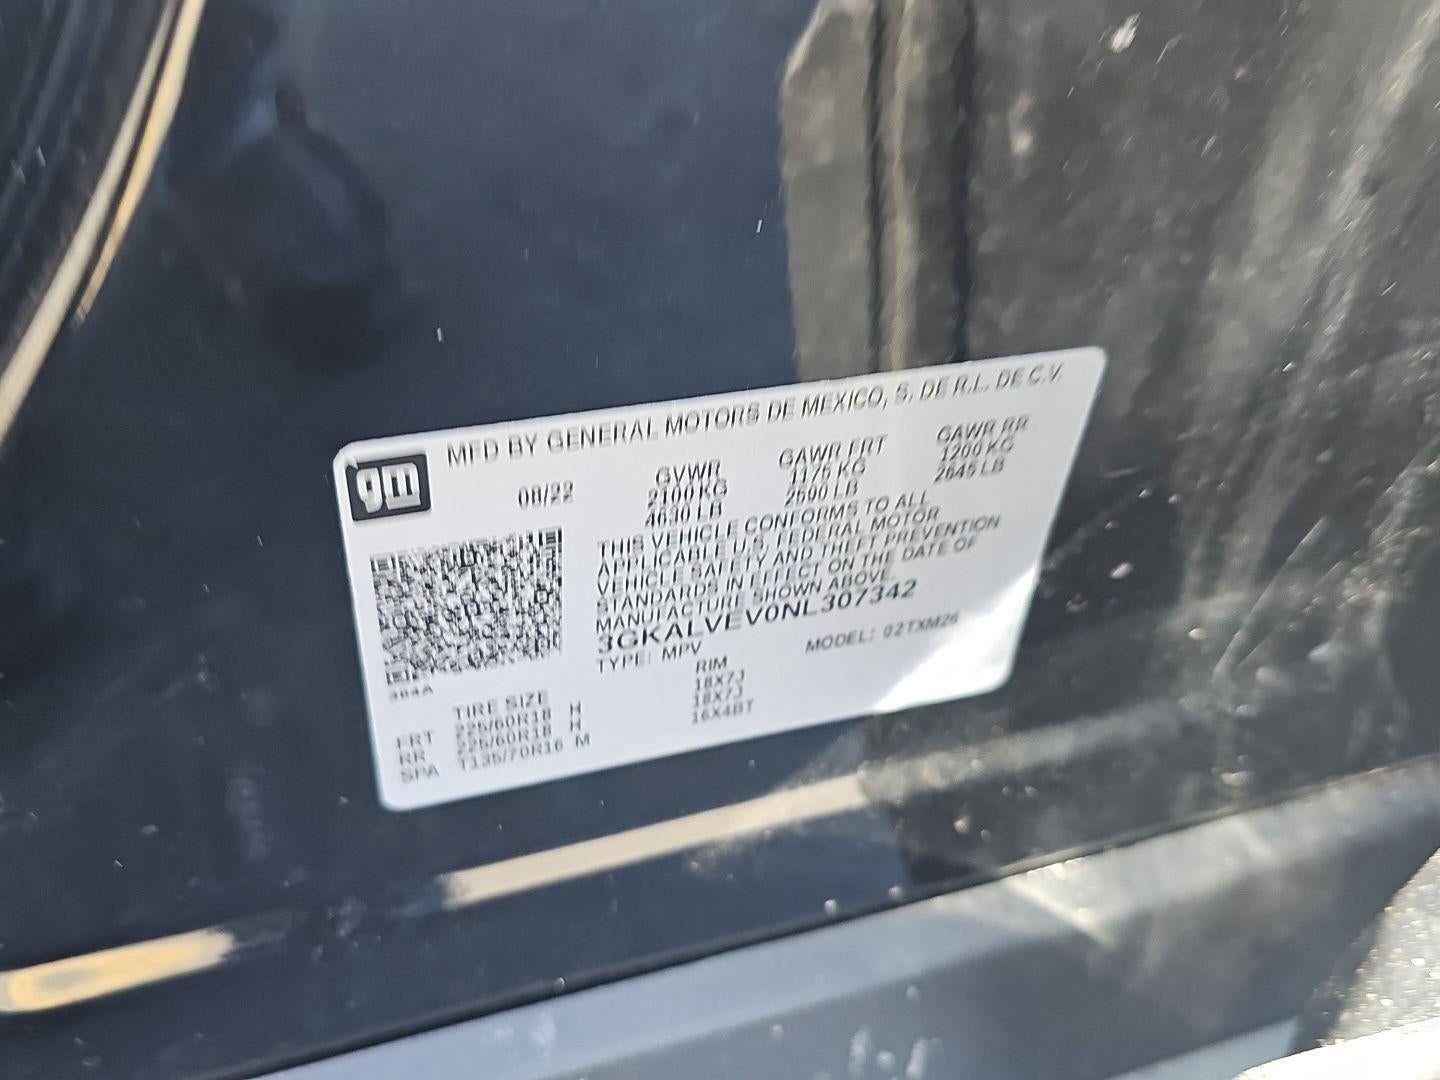 MFD BY GENERAL MOTORS DE MEXICO, S. DE R.L. DE C.V.
gm
08/22
GVWR
2100 KG
4630 LB
GAWR FRT
1175 KG
2590 LB
GAWR RR
1200 KG
2645 LB
THIS VEHICLE CONFORMS TO ALL
APPLICABLE U.S. FEDERAL MOTOR
VEHICLE SAFETY AND THEFT PREVENTION
STANDARDS IN EFFECT ON THE DATE OF
MANUFACTURE SHOWN ABOVE.
3GKALVEV0NL307342
TYPE: MPV
MODEL: 02TXM26
384A
TIRE SIZE RIM
FRT 225/60R18 H 18X7J
RR 225/60R18 H 18X7J
SPA T135/70R16 M 16X4BT